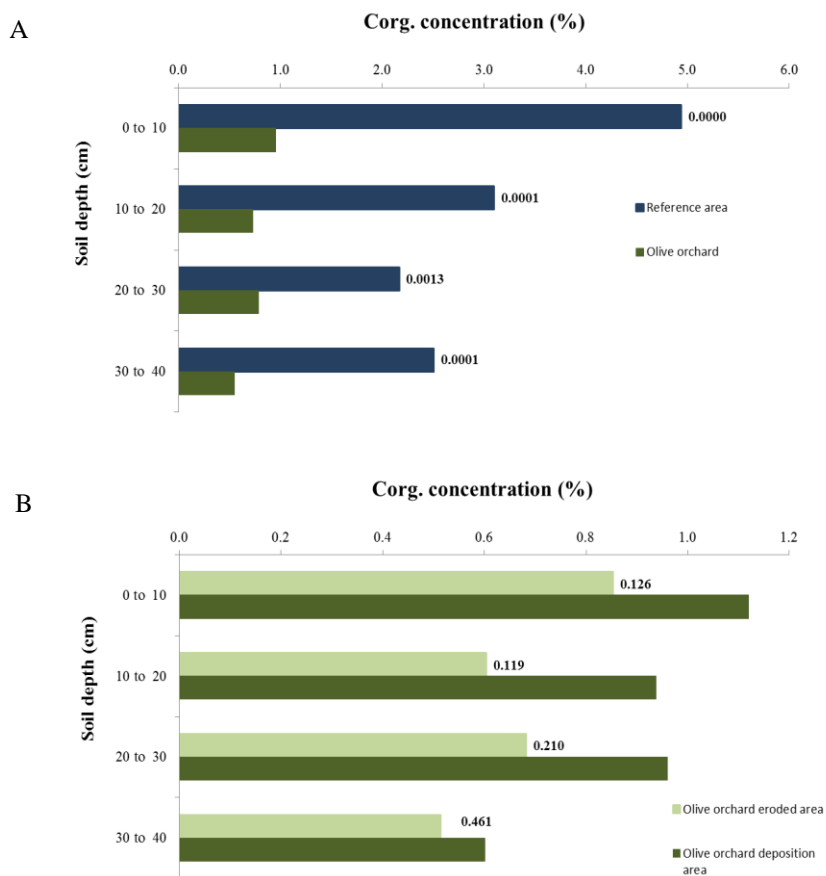 A
Corg. concentration (%)
0.0 1.0 2.0 3.0 4.0 5.0 6.0
Soil depth (cm)
0 to 10
0.0000
10 to 20
0.0001
20 to 30
0.0013
30 to 40
0.0001
Reference area
Olive orchard
B
Corg. concentration (%)
0.0 0.2 0.4 0.6 0.8 1.0 1.2
Soil depth (cm)
0 to 10
0.126
10 to 20
0.119
20 to 30
0.210
30 to 40
0.461
Olive orchard eroded area
Olive orchard deposition
area